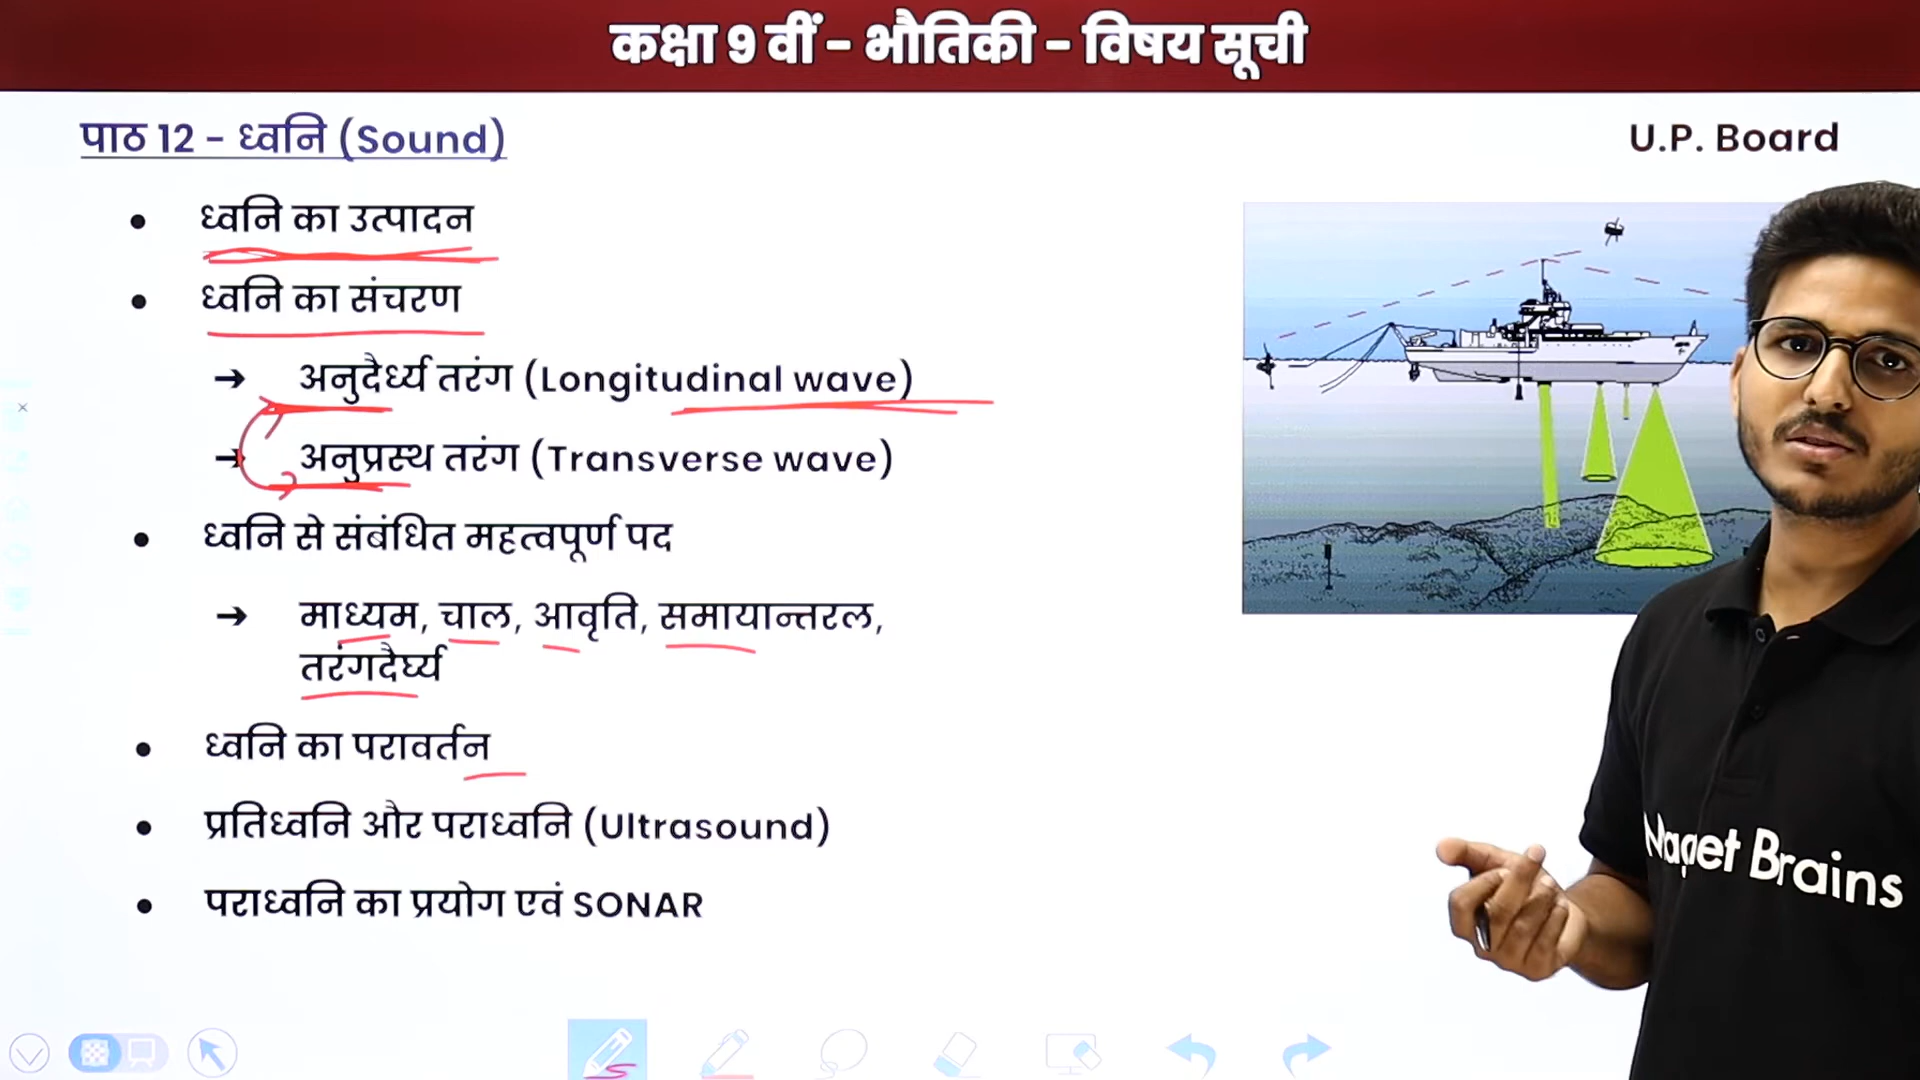 कक्षा 9 वीं - भौतिकी - विषय सूची
पाठ 12 - ध्वनि (Sound)
U.P. Board
• ध्वनि का उत्पादन
• ध्वनि का संचरण
→ अनुदैर्ध्य तरंग (Longitudinal wave)
→ अनुप्रस्थ तरंग (Transverse wave)
• ध्वनि से संबंधित महत्वपूर्ण पद
→ माध्यम, चाल, आवृति, समायान्तरल,
तरंगदैर्घ्य
• ध्वनि का परावर्तन
• प्रतिध्वनि और पराध्वनि (Ultrasound)
• पराध्वनि का प्रयोग एवं SONAR
Magnet Brains